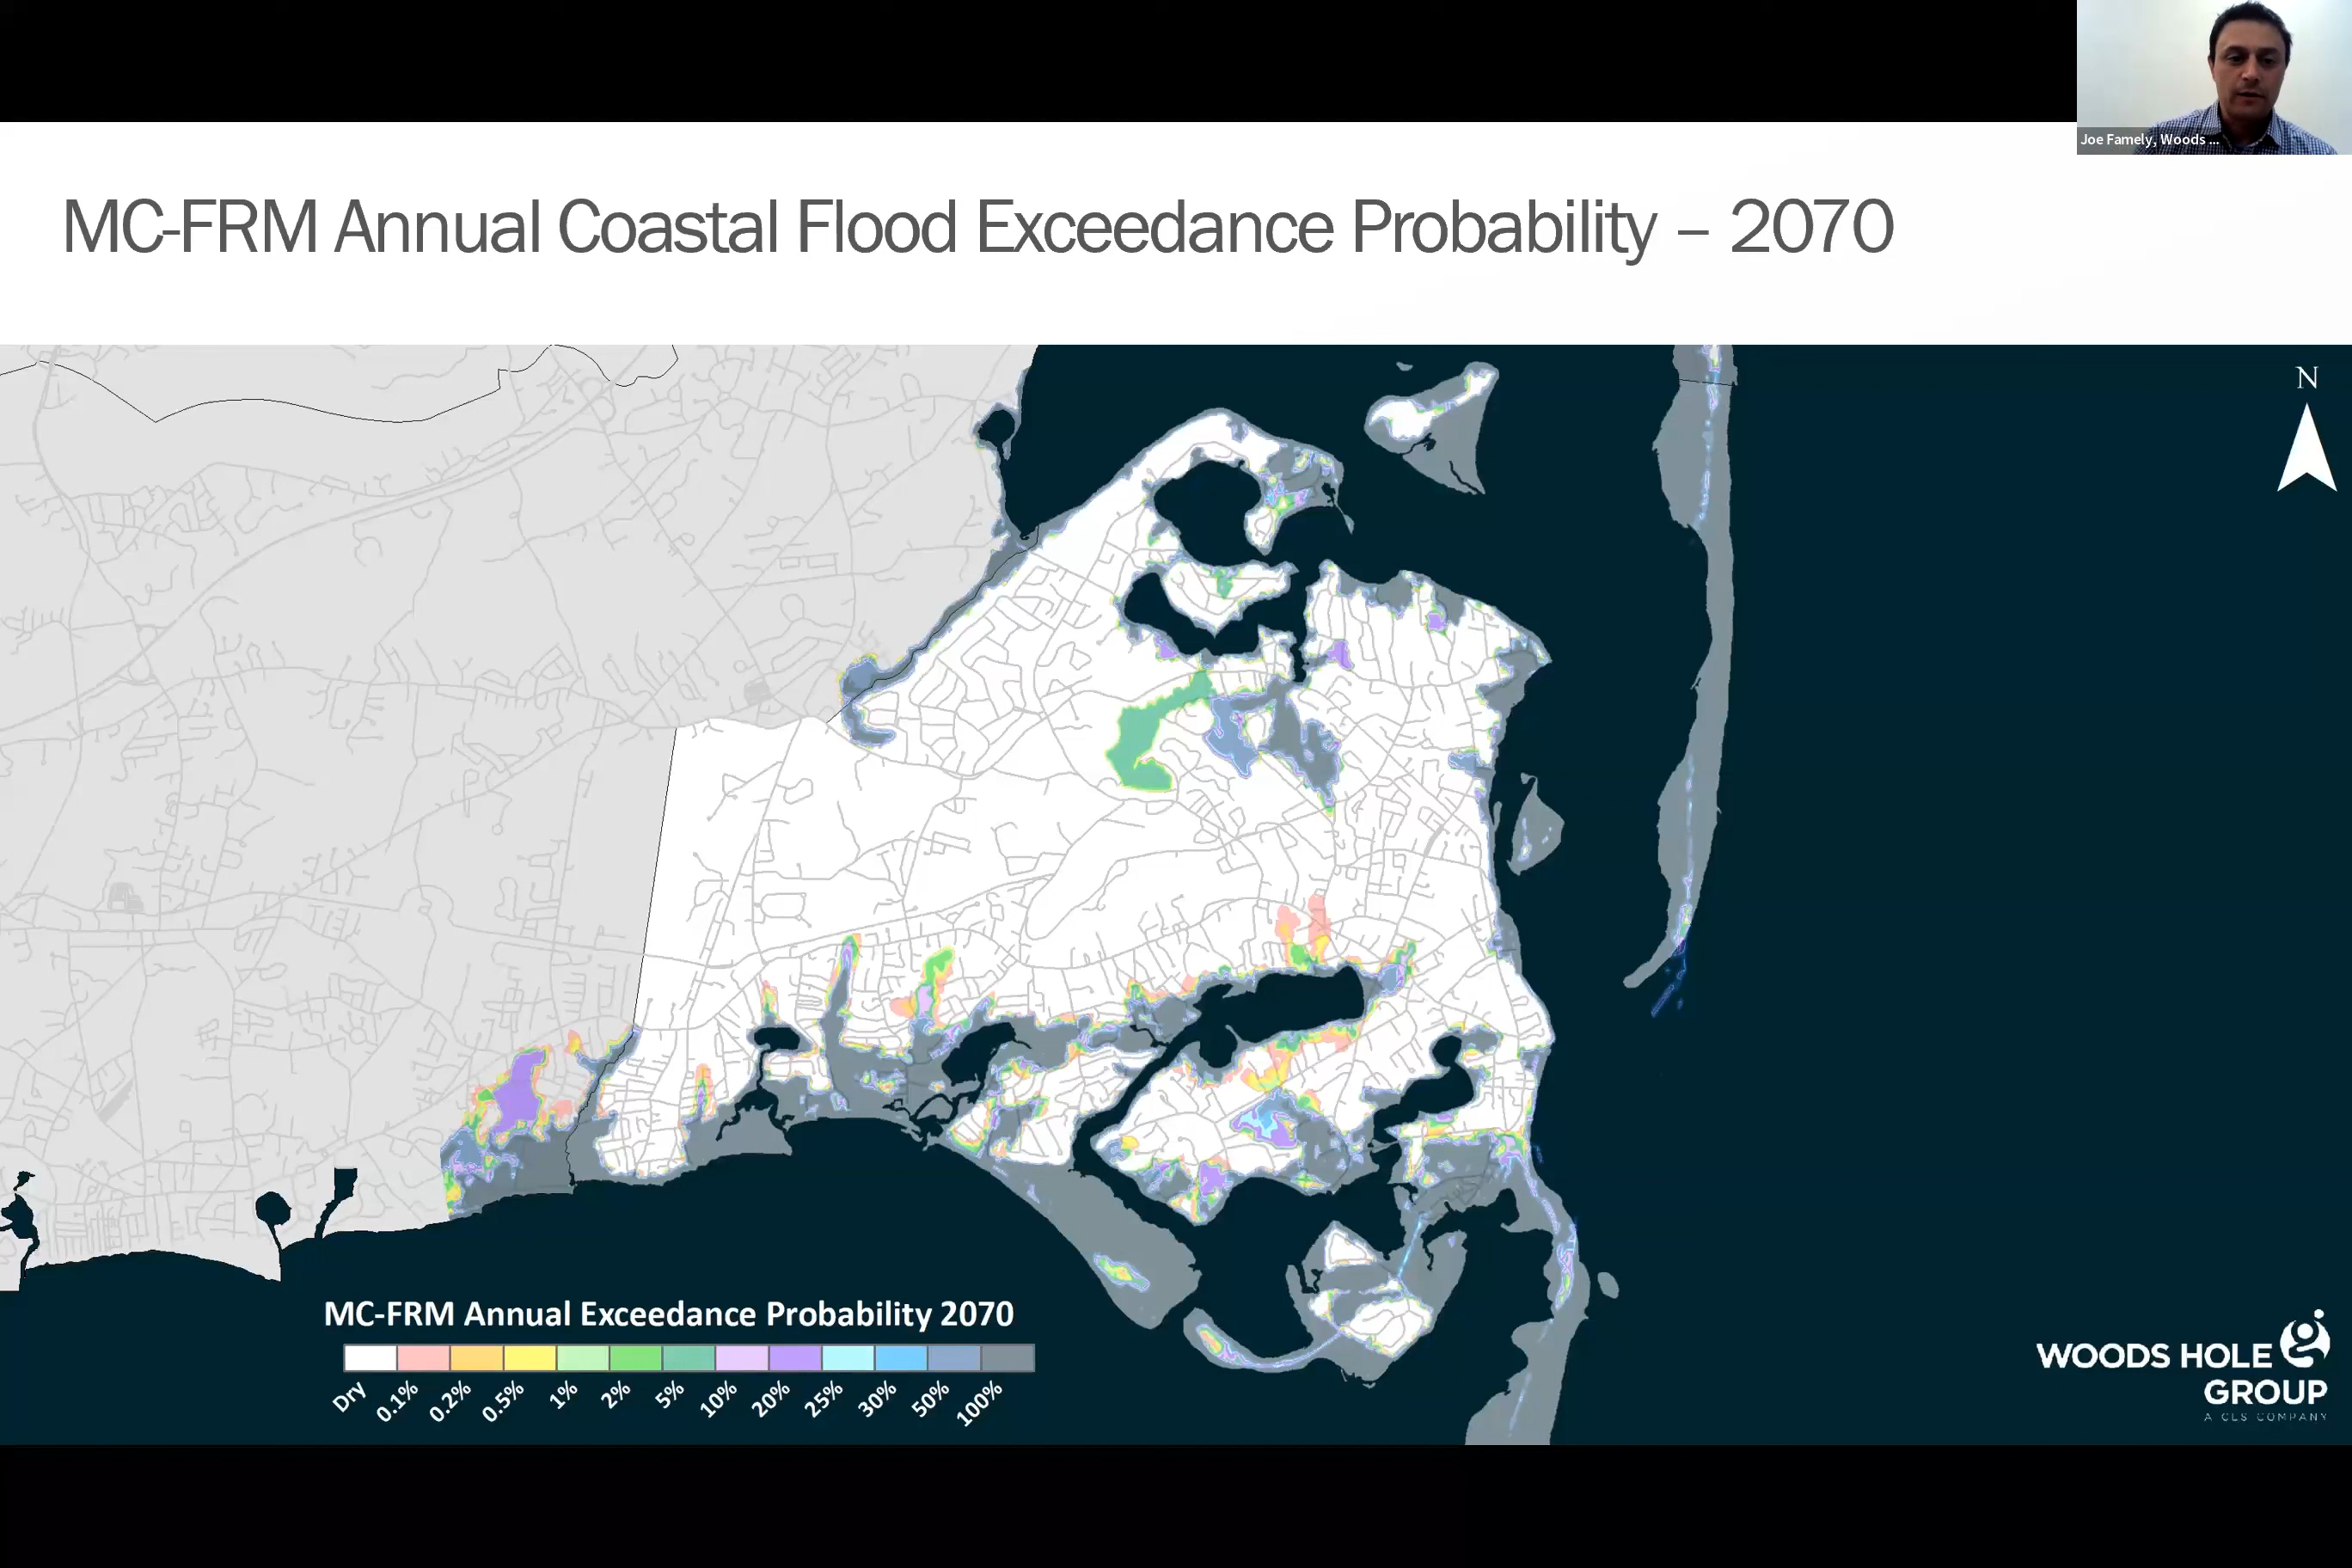 Joe Famely, Woods ...
MC-FRM Annual Coastal Flood Exceedance Probability – 2070
N
MC-FRM Annual Exceedance Probability 2070
Dry
0.1%
0.2%
0.5%
1%
2%
5%
10%
20%
25%
30%
50%
100%
WOODS HOLE
GROUP
A CLS COMPANY